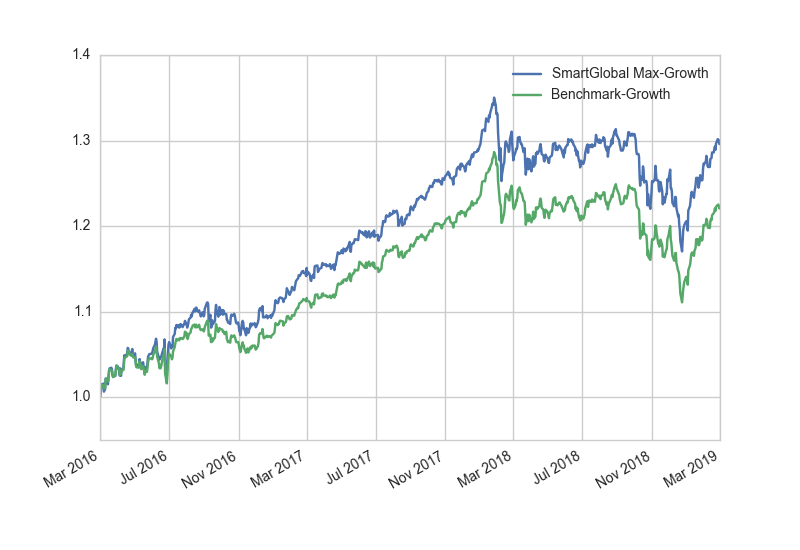 SmartGlobal Max-Growth
Benchmark-Growth
1.4
1.3
1.2
1.1
1.0
Mar 2016
Jul 2016
Nov 2016
Mar 2017
Jul 2017
Nov 2017
Mar 2018
Jul 2018
Nov 2018
Mar 2019